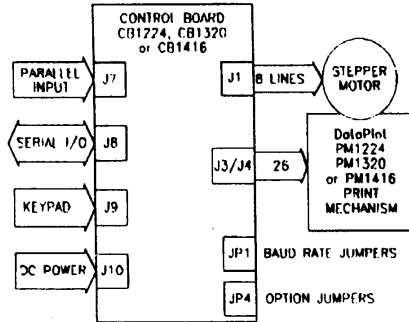 CONTROL BOARD
CB1224, CB1320
or CB1416
PARALLEL
INPUT
J7
J1
8 LINES
STEPPER
MOTOR
SERIAL I/O
J8
J3/J4
26
DataPint
PM1224
PM1320
or PM1416
PRINT
MECHANISM
KEYPAD
J9
DC POWER
J10
JP1 BAUD RATE JUMPERS
JP4 OPTION JUMPERS